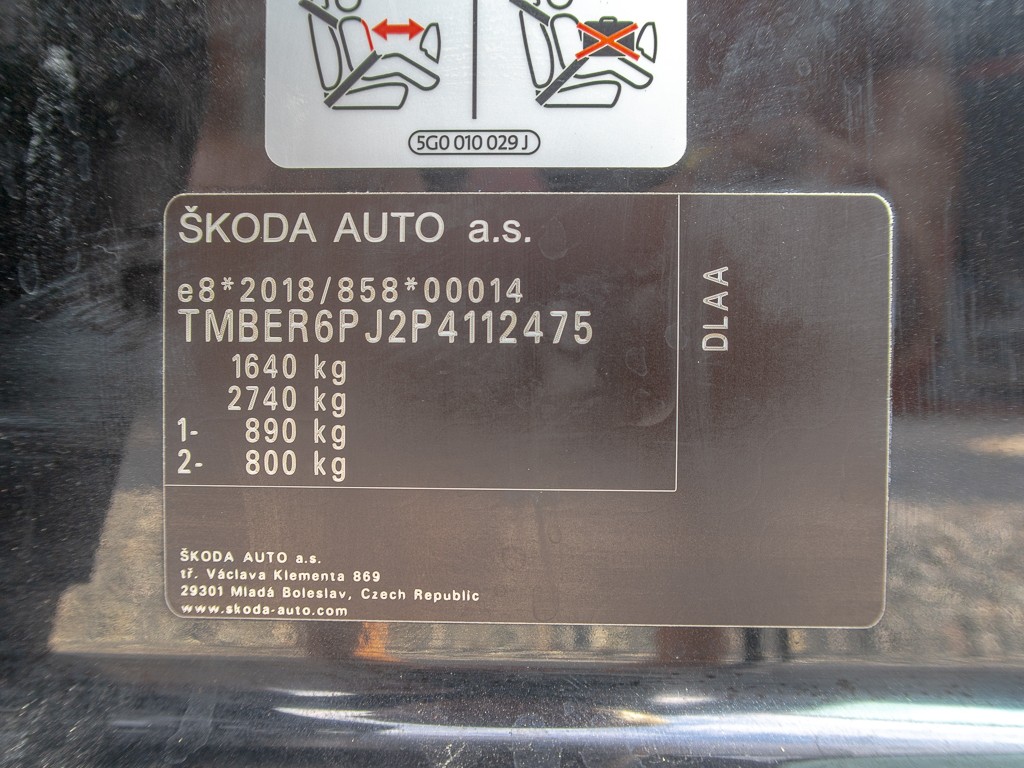 5G0 010 029 J
ŠKODA AUTO a.s.
e8*2018/858*00014
TMBER6PJ2P4112475
1640 kg
2740 kg
1- 890 kg
2- 800 kg
DLAA
ŠKODA AUTO a.s.
tř. Václava Klementa 869
29301 Mladá Boleslav, Czech Republic
www.skoda-auto.com